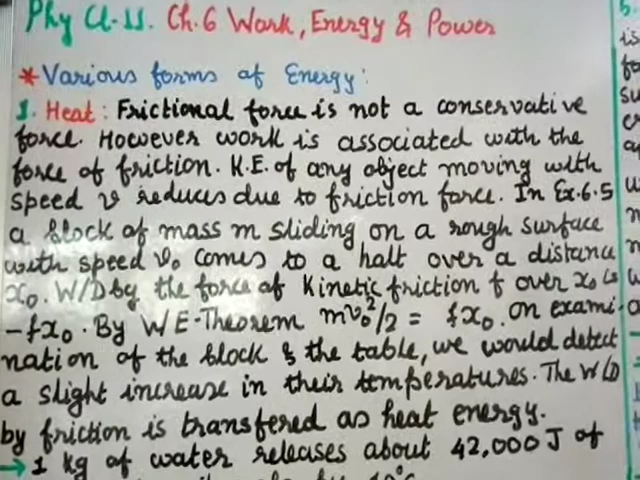 Phy Cl-11. Ch.6 Work, Energy & Power
* Various forms of Energy:
1. Heat: Frictional force is not a conservative
force. However work is associated with the
force of friction. K.E. of any object moving with
speed v reduces due to friction force. In Ex.6.5
a block of mass m sliding on a rough surface
with speed v₀ comes to a halt over a distance
x₀. W/D by the force of Kinetic friction f over x₀ is
-fx₀. By WE-Theorem mv₀²/2 = fx₀. On exami-
nation of the block & the table, we would detect
a slight increase in their temperatures. The W/D
by friction is transfered as heat energy.
→ 1 kg of water releases about 42,000 J of